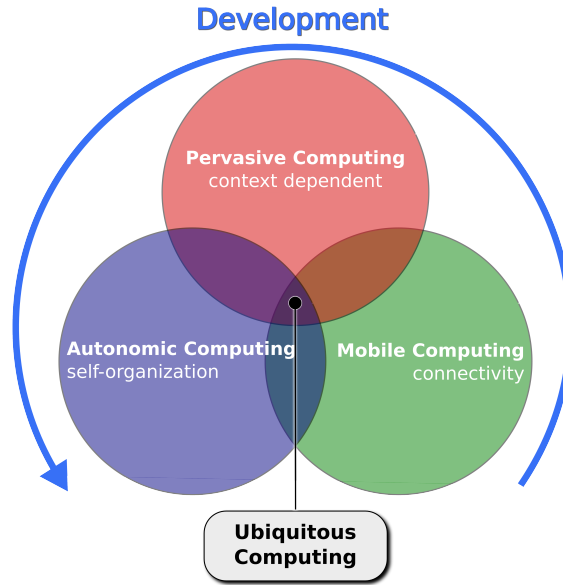 Development
Pervasive Computing
context dependent
Autonomic Computing
self-organization
Mobile Computing
connectivity
Ubiquitous
Computing